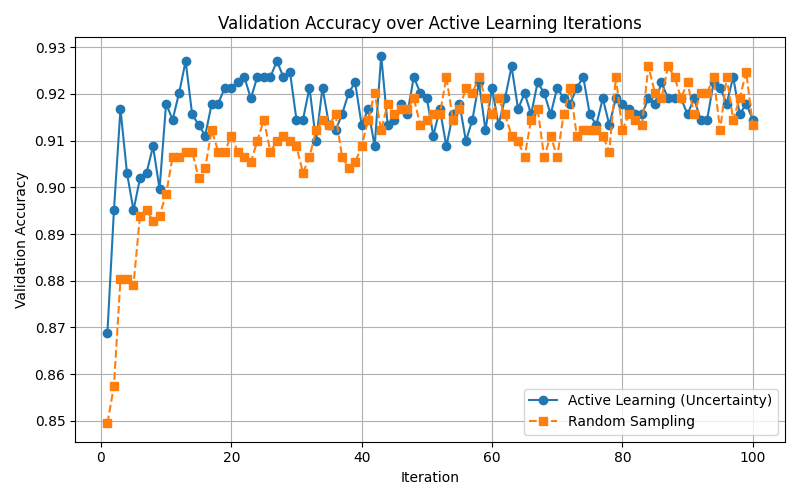 Validation Accuracy over Active Learning Iterations
0.93
0.92
0.91
0.90
0.89
0.88
0.87
0.86
0.85
Validation Accuracy
0 20 40 60 80 100
Iteration
Active Learning (Uncertainty)
Random Sampling